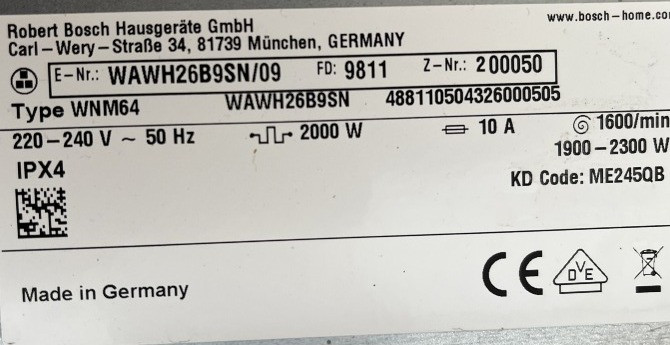 Robert Bosch Hausgeräte GmbH
www.bosch-home.com
Carl-Wery-Straße 34, 81739 München, GERMANY
E-Nr.: WAWH26B9SN/09 FD: 9811 Z-Nr.: 200050
Type WNM64 WAWH26B9SN 488110504326000505
220-240 V ~ 50 Hz 2000 W 10 A 1600/min
1900-2300 W
IPX4
KD Code: ME245QB
Made in Germany
CE DVE